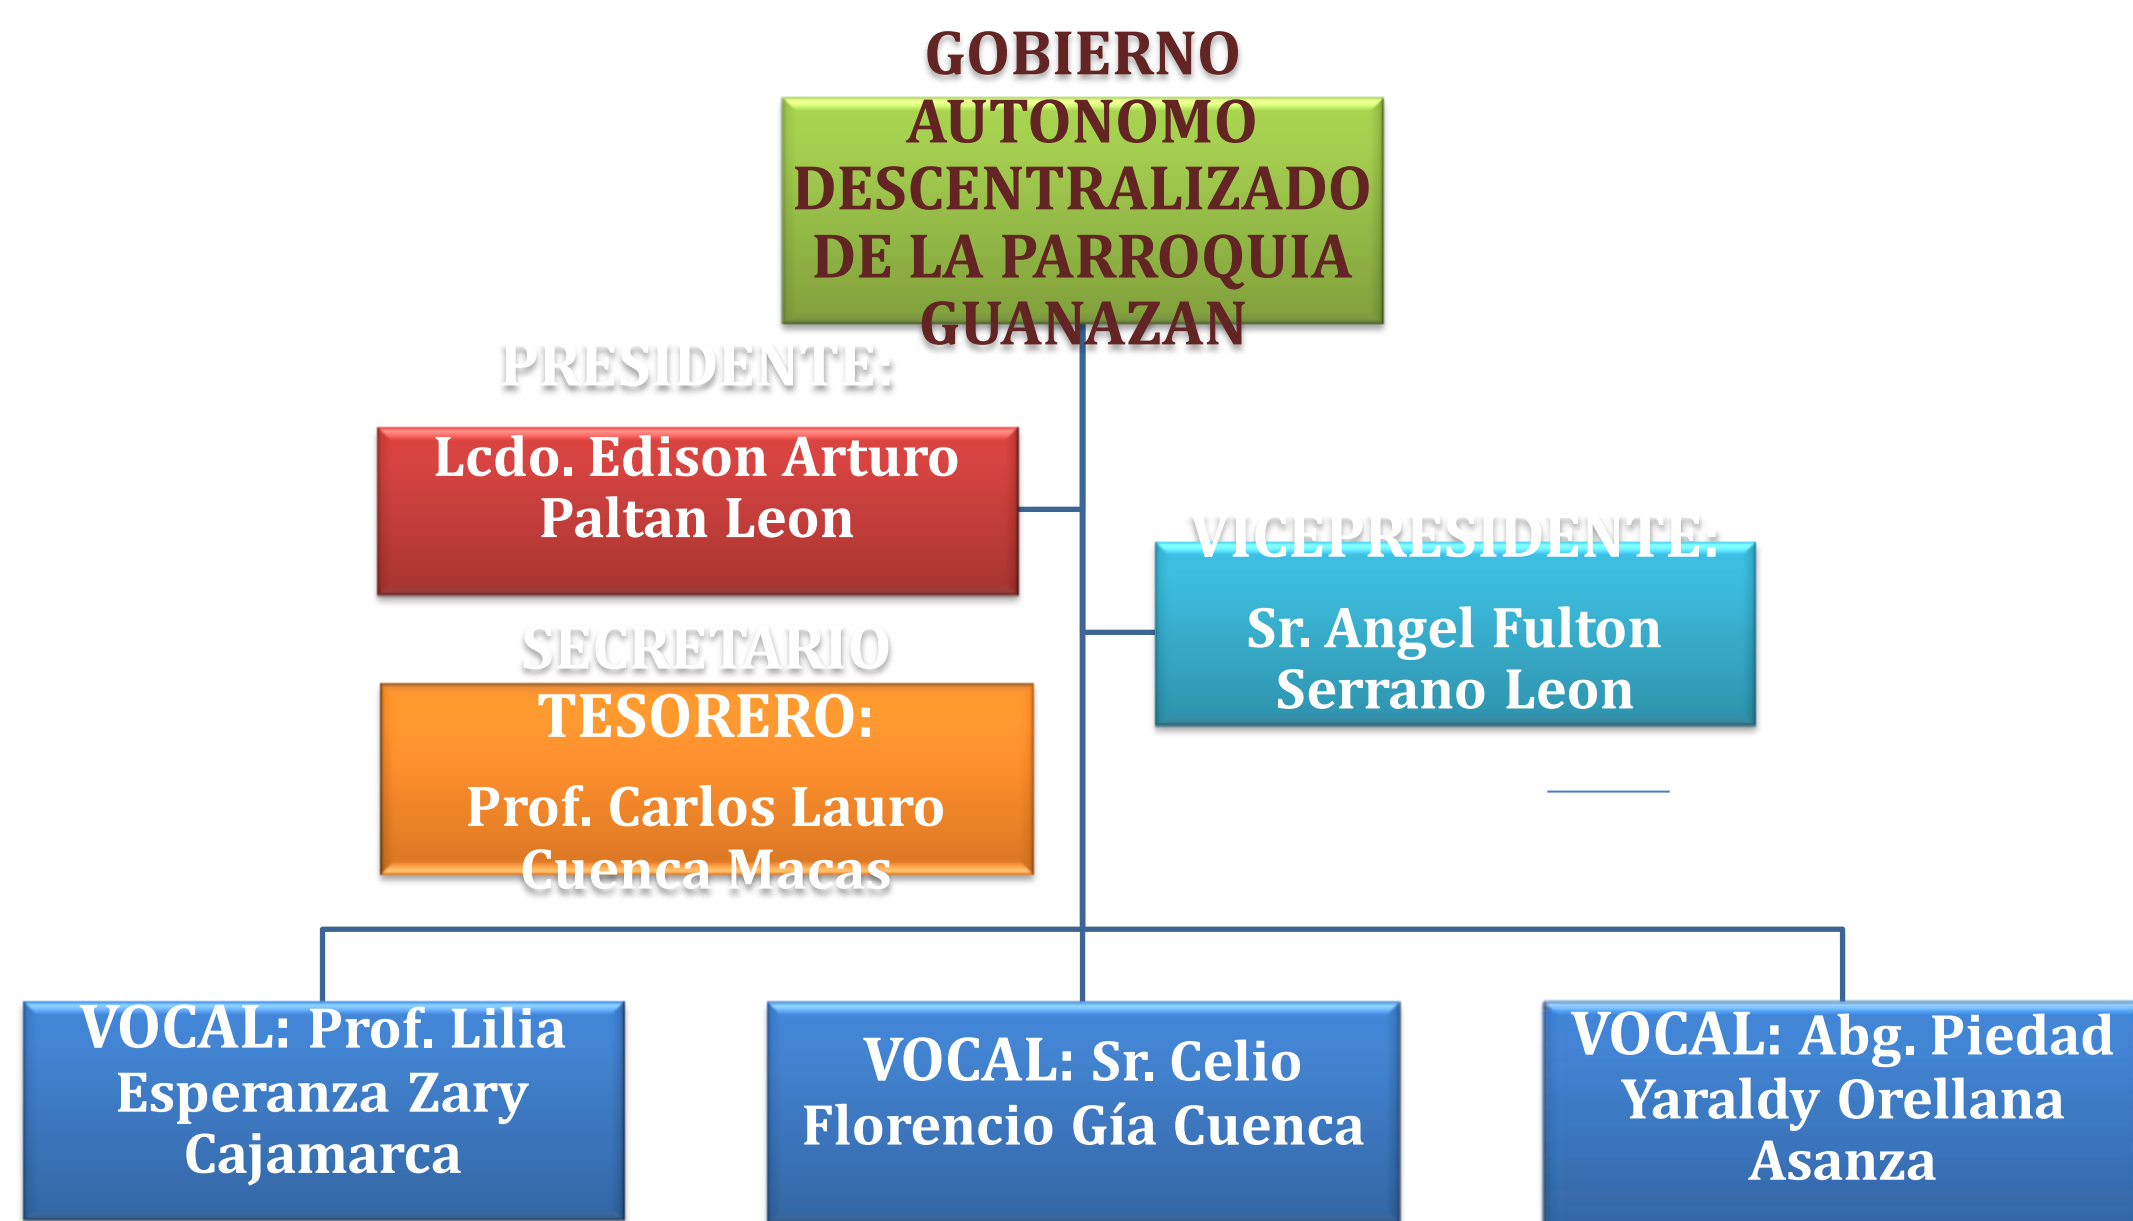 GOBIERNO
AUTONOMO
DESCENTRALIZADO
DE LA PARROQUIA
GUANAZAN
PRESIDENTE:
Lcdo. Edison Arturo
Paltan Leon
VICEPRESIDENTE:
Sr. Angel Fulton
Serrano Leon
SECRETARIO
TESORERO:
Prof. Carlos Lauro
Cuenca Macas
VOCAL: Prof. Lilia
Esperanza Zary
Cajamarca
VOCAL: Sr. Celio
Florencio Gía Cuenca
VOCAL: Abg. Piedad
Yaraldy Orellana
Asanza